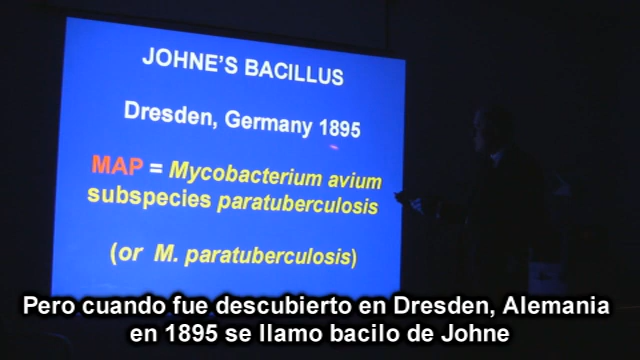 JOHNE'S BACILLUS
Dresden, Germany 1895
MAP = Mycobacterium avium
subspecies paratuberculosis
(or M. paratuberculosis)
Pero cuando fue descubierto en Dresden, Alemania
en 1895 se llamo bacilo de Johne